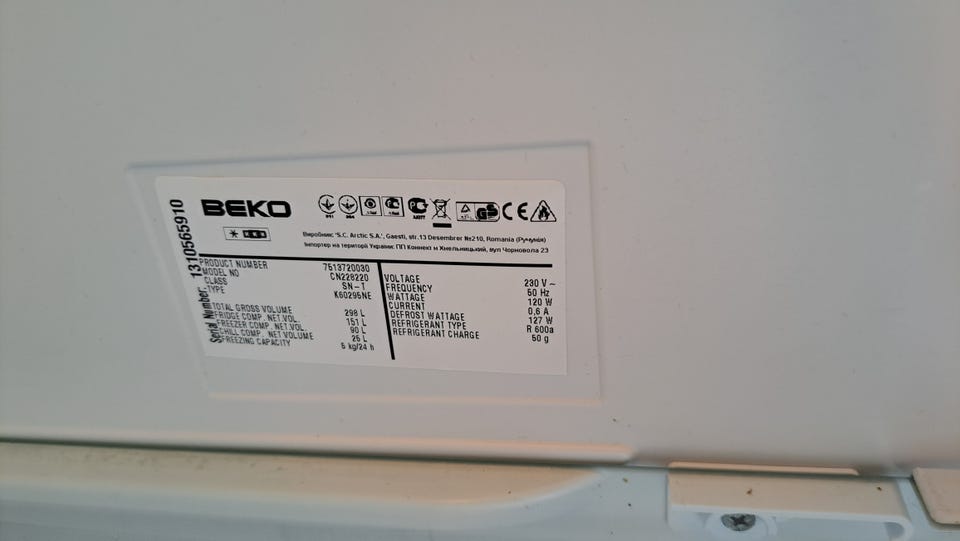 Serial Number: 1310565910
BEKO
Виробник: 'S.C. Arctic S.A.', Gaesti, str.13 Desembrer №210, Romania (Румунія)
Імпортер на території України: ПП Коннект м Хмельницький, вул Чорновола 23
PRODUCT NUMBER 7513720030
MODEL NO CN228220
CLASS SN-T
TYPE K60295NE
TOTAL GROSS VOLUME 298 L
FRIDGE COMP. NET.VOL. 151 L
FREEZER COMP. NET.VOL. 90 L
CHILL COMP. NET VOLUME 25 L
FREEZING CAPACITY 5 kg/24 h
VOLTAGE 230 V ~
FREQUENCY 50 Hz
WATTAGE 120 W
CURRENT 0,6 A
DEFROST WATTAGE 127 W
REFRIGERANT TYPE R 600a
REFRIGERANT CHARGE 50 g